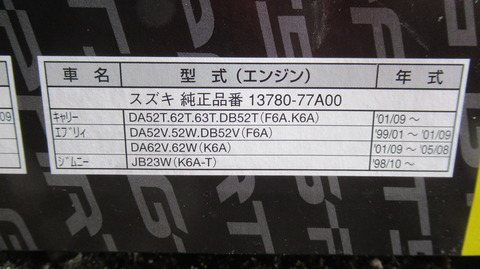 車 名 型 式 (エンジン) 年 式
スズキ 純正品番 13780-77A00
ｷｬﾘｰ DA52T.62T.63T.DB52T(F6A.K6A) '01/09 ～
ｴﾌﾞﾘｨ DA52V.52W.DB52V(F6A) '99/01 ～ '01/09
DA62V.62W(K6A) '01/09 ～ '05/08
ｼﾞﾑﾆｰ JB23W(K6A-T) '98/10 ～